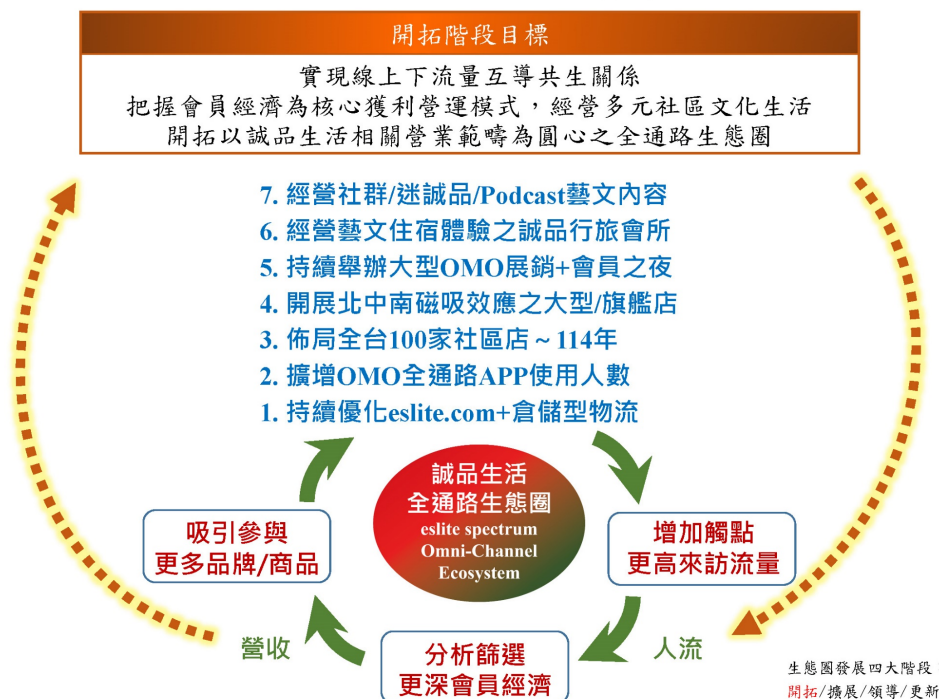 開拓階段目標
實現線上下流量互導共生關係
把握會員經濟為核心獲利營運模式，經營多元社區文化生活
開拓以誠品生活相關營業範疇為圓心之全通路生態圈
7. 經營社群/迷誠品/Podcast藝文內容
6. 經營藝文住宿體驗之誠品行旅會所
5. 持續舉辦大型OMO展銷+會員之夜
4. 開展北中南磁吸效應之大型/旗艦店
3. 佈局全台100家社區店～114年
2. 擴增OMO全通路APP使用人數
1. 持續優化eslite.com+倉儲型物流
誠品生活
全通路生態圈
eslite spectrum
Omni-Channel
Ecosystem
吸引參與
更多品牌/商品
增加觸點
更高來訪流量
營收
分析篩選
更深會員經濟
人流
生態圈發展四大階段
開拓/擴展/領導/更新